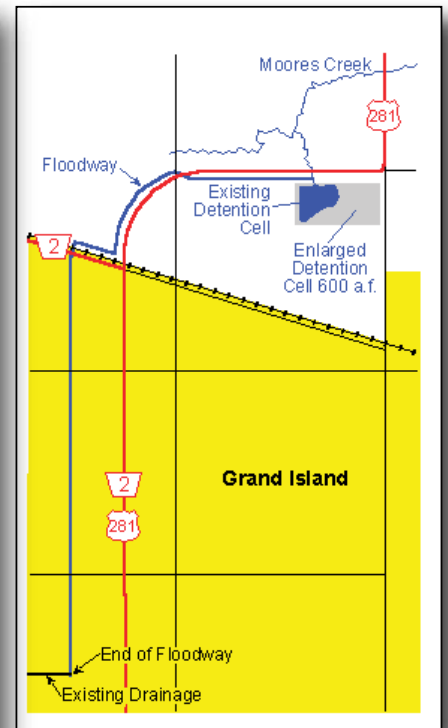 Moores Creek
281
Floodway
Existing
Detention
Cell
Enlarged
Detention
Cell 600 a.f.
2
Grand Island
2
281
End of Floodway
Existing Drainage